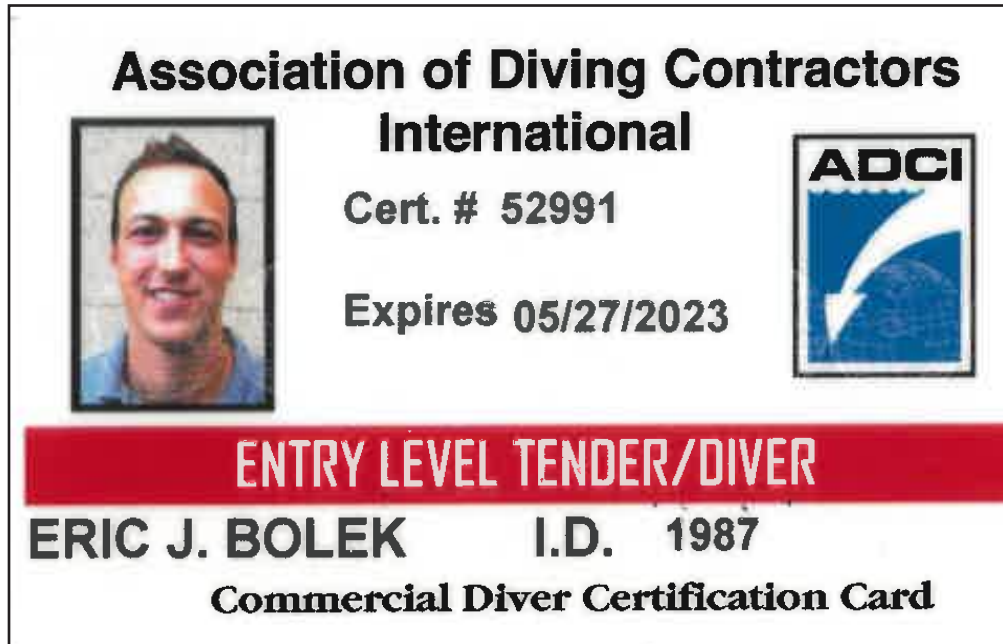 Association of Diving Contractors
International
ADCI
Cert. # 52991
Expires 05/27/2023
ENTRY LEVEL TENDER/DIVER
ERIC J. BOLEK I.D. 1987
Commercial Diver Certification Card